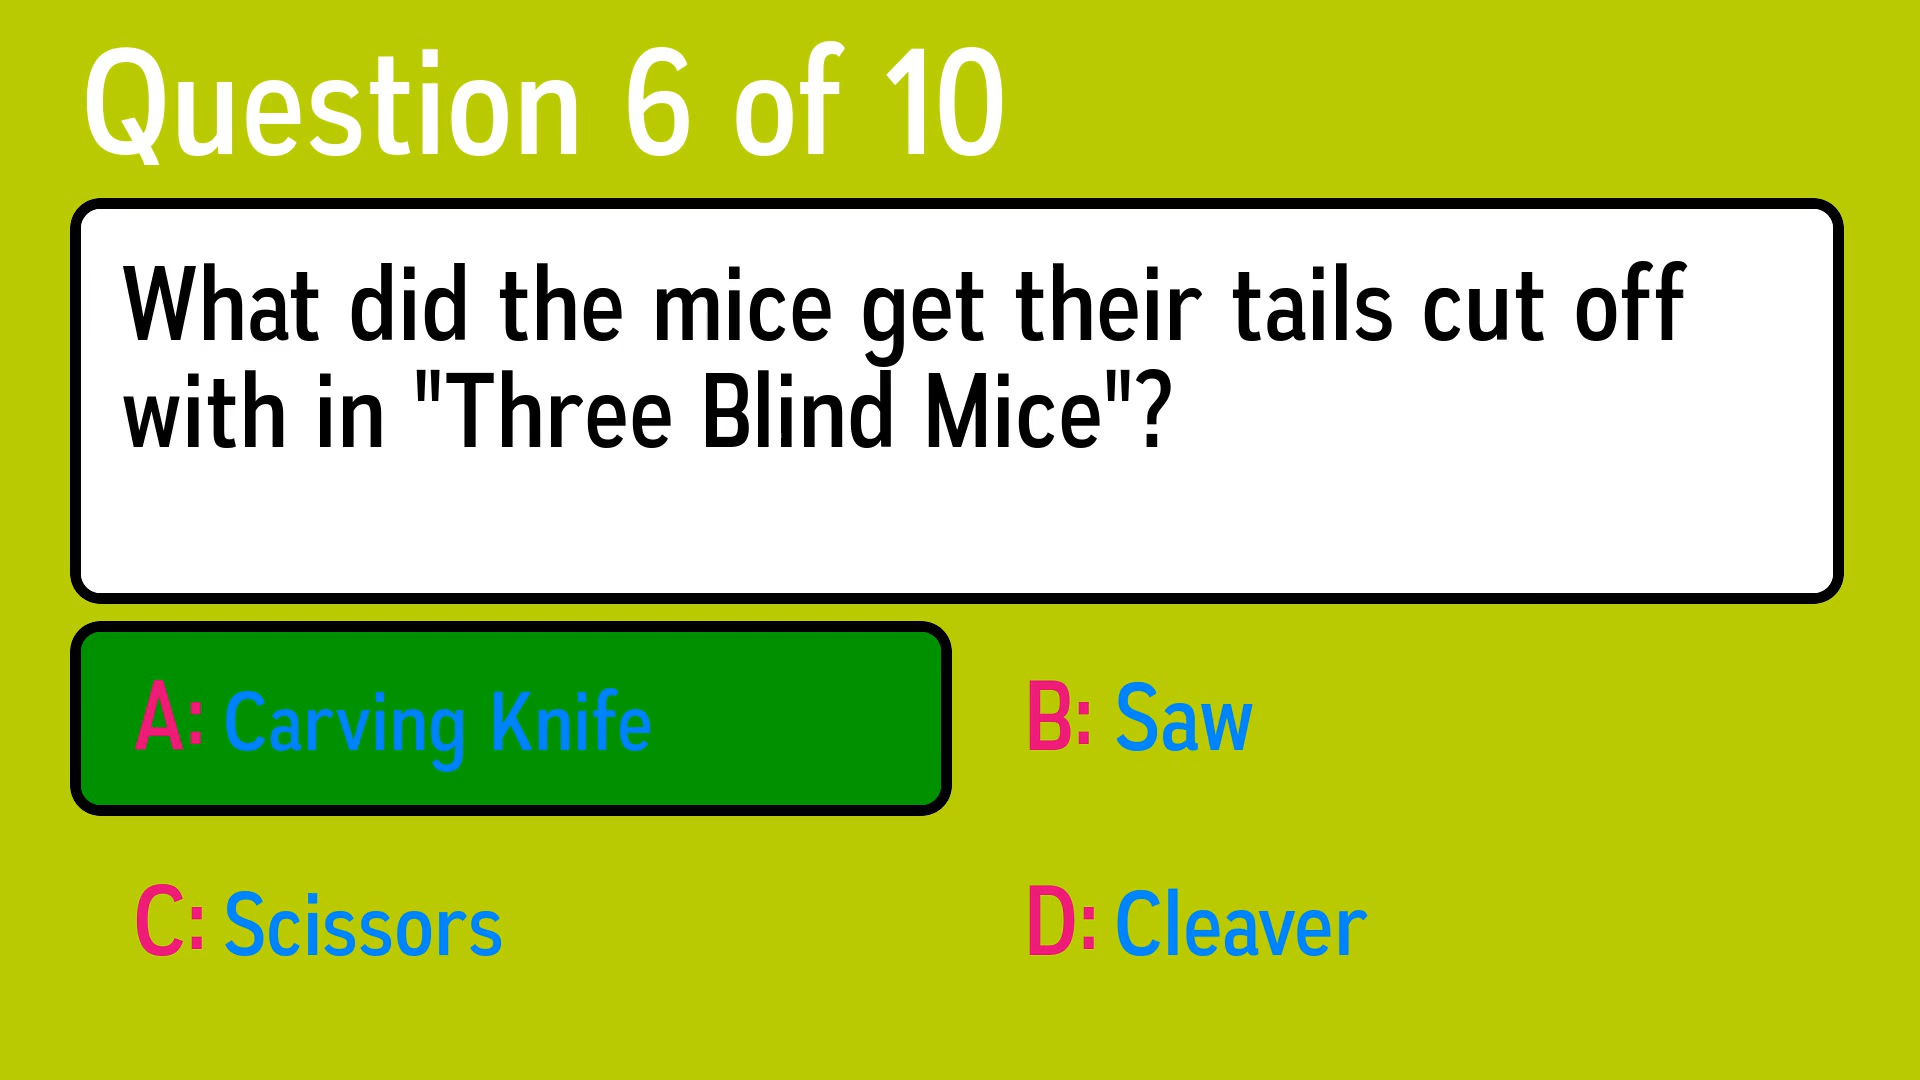 Question 6 of 10
What did the mice get their tails cut off
with in "Three Blind Mice"?
A: Carving Knife
B: Saw
C: Scissors
D: Cleaver